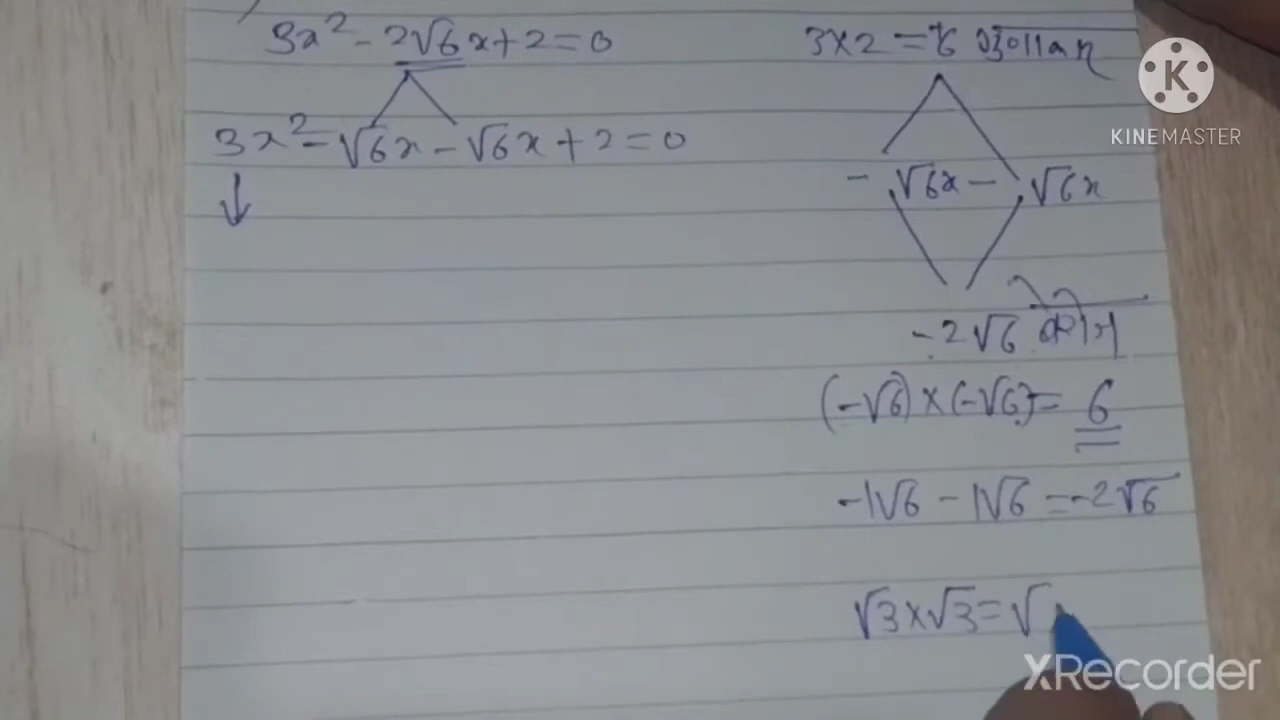 3x² - 2√6x + 2 = 0
3x² - √6x - √6x + 2 = 0
↓
3 × 2 = 6
- √6x - √6x
- 2√6
(-√6) × (-√6) = 6
-1√6 - 1√6 = -2√6
√3 × √3 = √
K
KINEMASTER
XRecorder